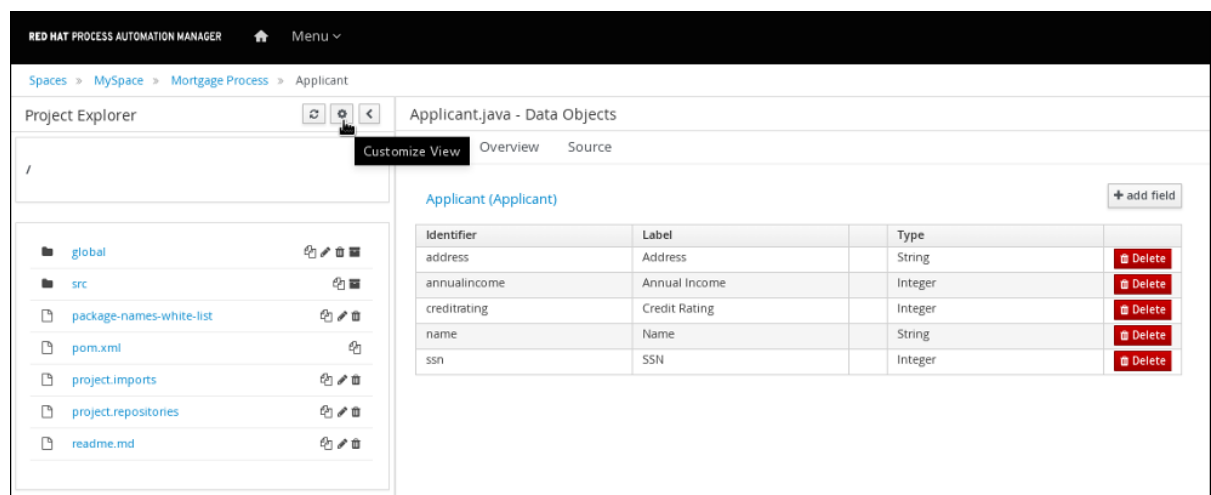 RED HAT PROCESS AUTOMATION MANAGER Menu
Spaces » MySpace » Mortgage Process » Applicant
Project Explorer
Applicant.java - Data Objects
Customize View
Overview Source
/
Applicant (Applicant)
+ add field
Identifier Label Type
address Address String Delete
annualincome Annual Income Integer Delete
creditrating Credit Rating Integer Delete
name Name String Delete
ssn SSN Integer Delete
global
src
package-names-white-list
pom.xml
project.imports
project.repositories
readme.md